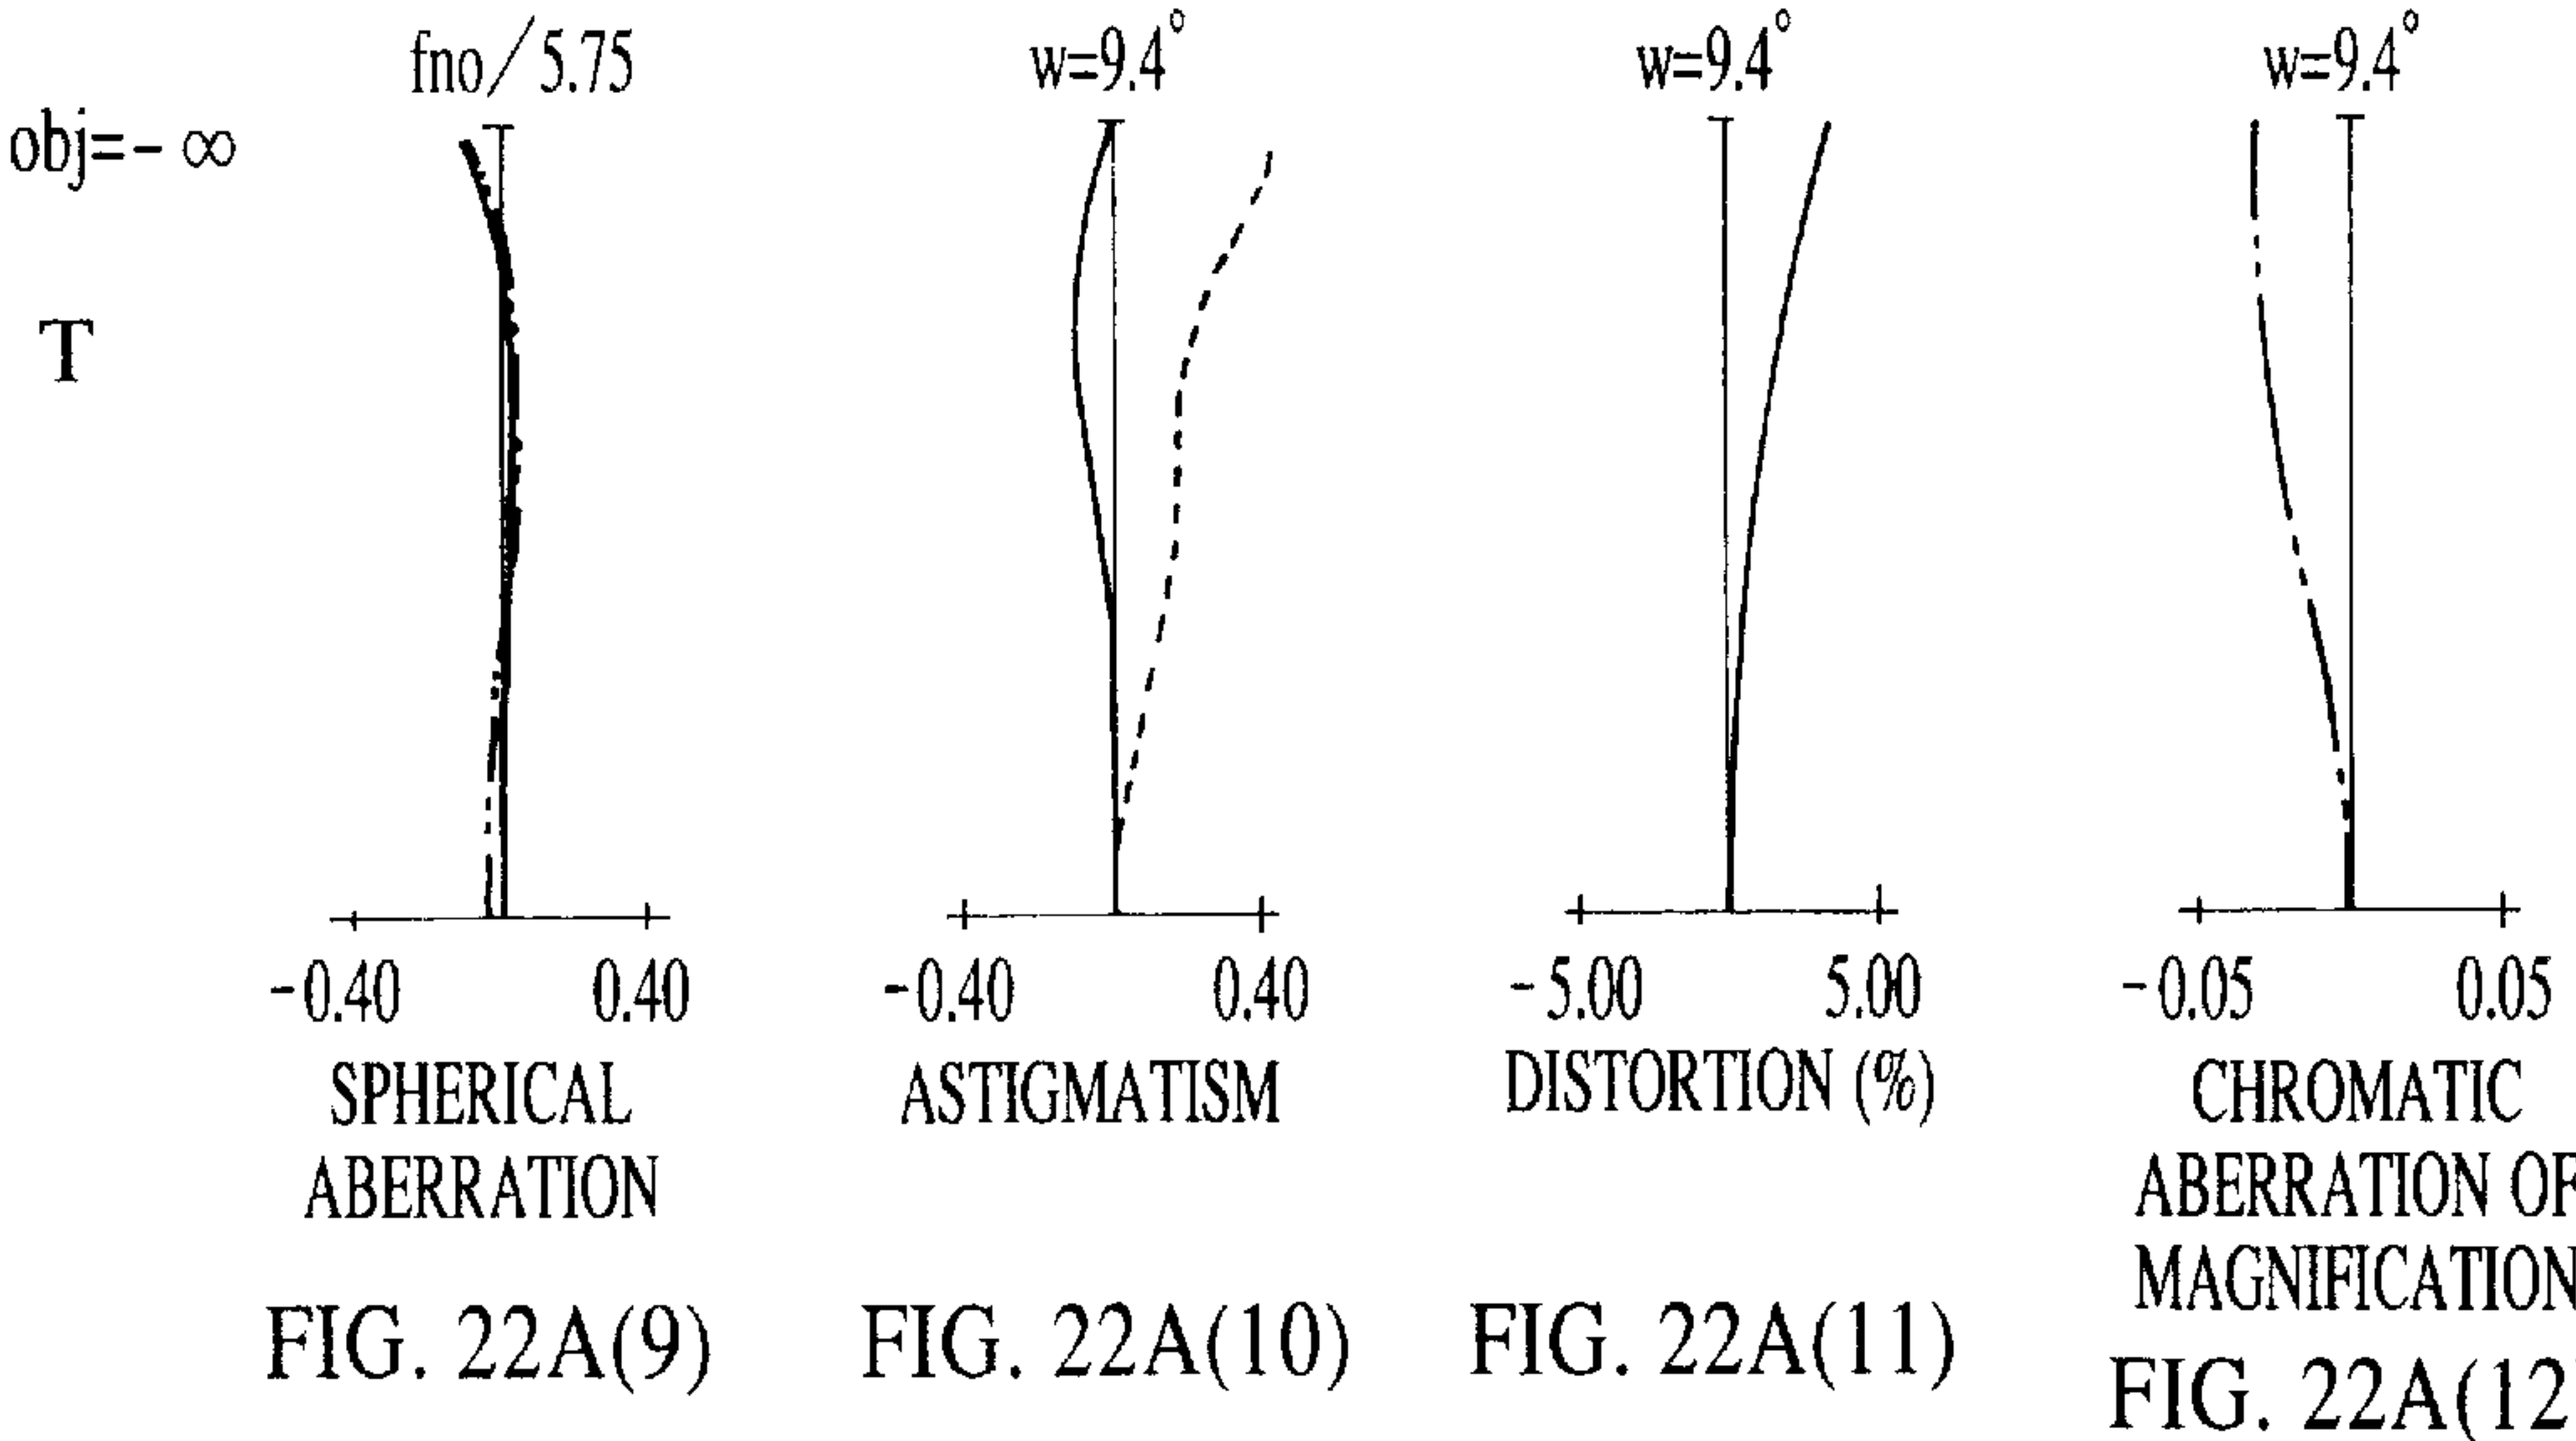 fno/5.75
w=9.4°
w=9.4°
w=9.4°
obj=-∞
T
-0.40 0.40
-0.40 0.40
-5.00 5.00
-0.05 0.05
SPHERICAL
ABERRATION
ASTIGMATISM
DISTORTION (%)
CHROMATIC
ABERRATION OF
MAGNIFICATION
FIG. 22A(9)
FIG. 22A(10)
FIG. 22A(11)
FIG. 22A(12